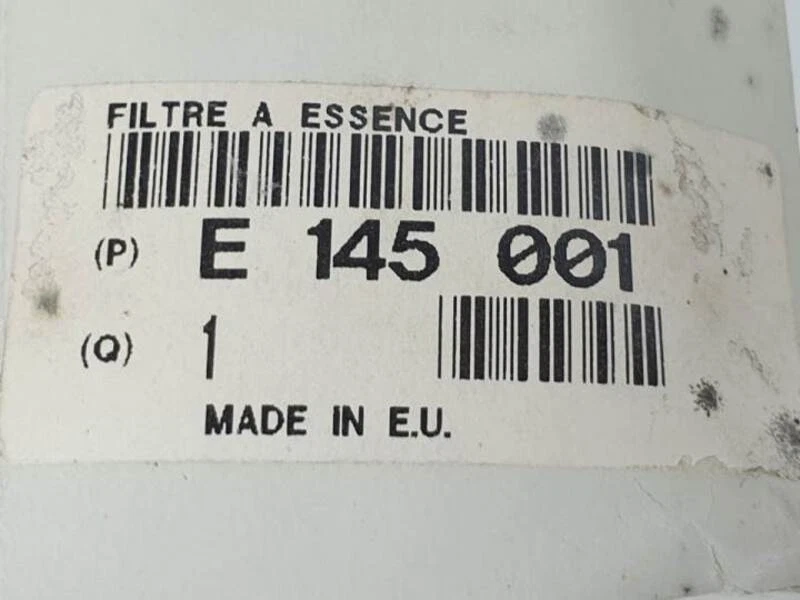 FILTRE A ESSENCE
(P) E 145 001
(Q) 1
MADE IN E.U.